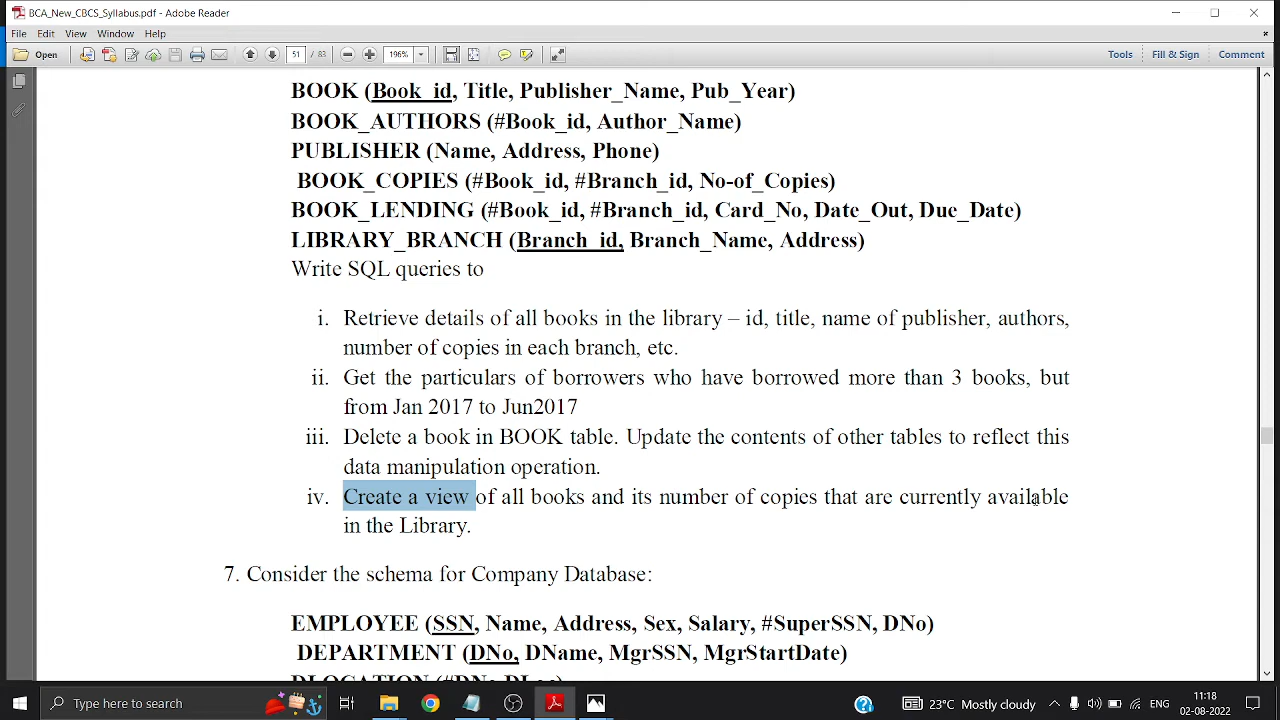 BCA_New_CBCS_Syllabus.pdf - Adobe Reader
File Edit View Window Help
Open 51 / 83 196% Tools Fill & Sign Comment
BOOK (Book_id, Title, Publisher_Name, Pub_Year)
BOOK_AUTHORS (#Book_id, Author_Name)
PUBLISHER (Name, Address, Phone)
BOOK_COPIES (#Book_id, #Branch_id, No-of_Copies)
BOOK_LENDING (#Book_id, #Branch_id, Card_No, Date_Out, Due_Date)
LIBRARY_BRANCH (Branch_id, Branch_Name, Address)
Write SQL queries to
i. Retrieve details of all books in the library – id, title, name of publisher, authors,
number of copies in each branch, etc.
ii. Get the particulars of borrowers who have borrowed more than 3 books, but
from Jan 2017 to Jun2017
iii. Delete a book in BOOK table. Update the contents of other tables to reflect this
data manipulation operation.
iv. Create a view of all books and its number of copies that are currently available
in the Library.
7. Consider the schema for Company Database:
EMPLOYEE (SSN, Name, Address, Sex, Salary, #SuperSSN, DNo)
DEPARTMENT (DNo, DName, MgrSSN, MgrStartDate)
DLOCATION (#DNo,DLoc)
Type here to search 23°C Mostly cloudy ENG 11:18
02-08-2022